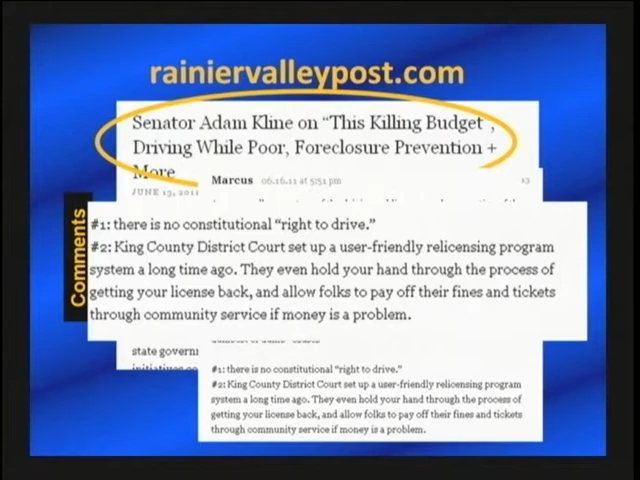 rainiervalleypost.com
Senator Adam Kline on “This Killing Budget”,
Driving While Poor, Foreclosure Prevention +
More
JUNE 13, 2011
Marcus 06.16.11 at 5:51 pm 13
Comments
#1: there is no constitutional “right to drive.”
#2: King County District Court set up a user-friendly relicensing program
system a long time ago. They even hold your hand through the process of
getting your license back, and allow folks to pay off their fines and tickets
through community service if money is a problem.
state govern
#1: there is no constitutional “right to drive.”
#2: King County District Court set up a user-friendly relicensing program
system a long time ago. They even hold your hand through the process of
getting your license back, and allow folks to pay off their fines and tickets
through community service if money is a problem.